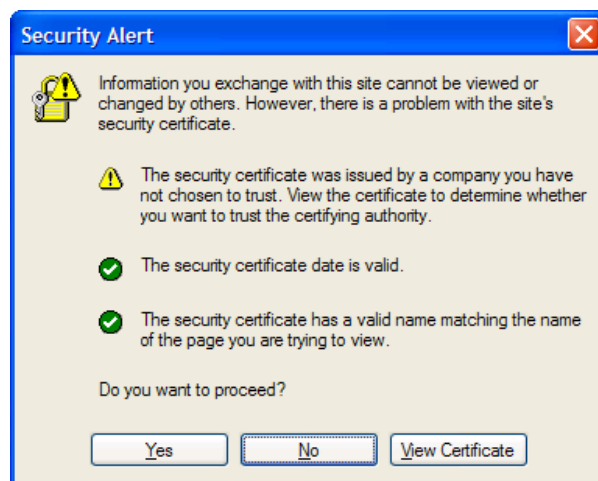 Security Alert
Information you exchange with this site cannot be viewed or
changed by others. However, there is a problem with the site's
security certificate.
The security certificate was issued by a company you have
not chosen to trust. View the certificate to determine whether
you want to trust the certifying authority.
The security certificate date is valid.
The security certificate has a valid name matching the name
of the page you are trying to view.
Do you want to proceed?
Yes No View Certificate